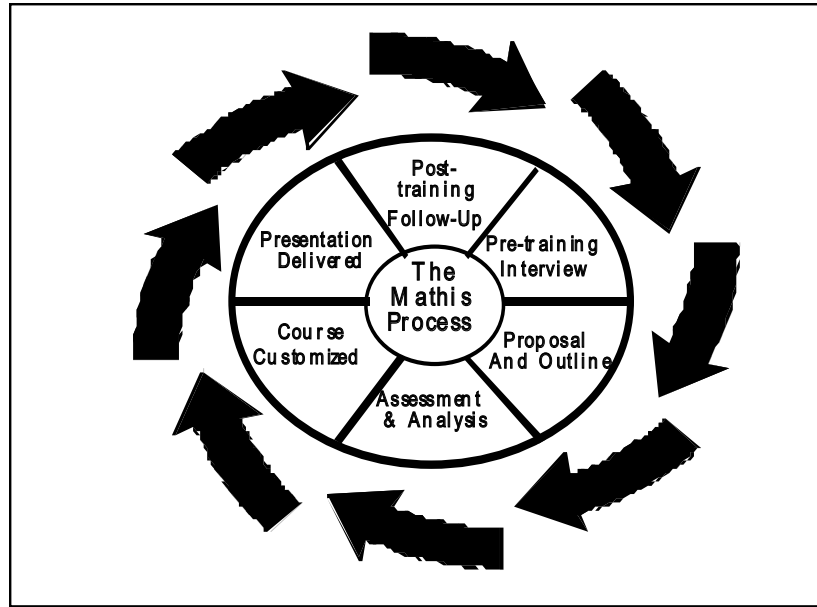 Post-
training
Follow-Up
Pre-training
Interview
Proposal
And Outline
Assessment
& Analysis
Course
Customized
Presentation
Delivered
The
Mathis
Process